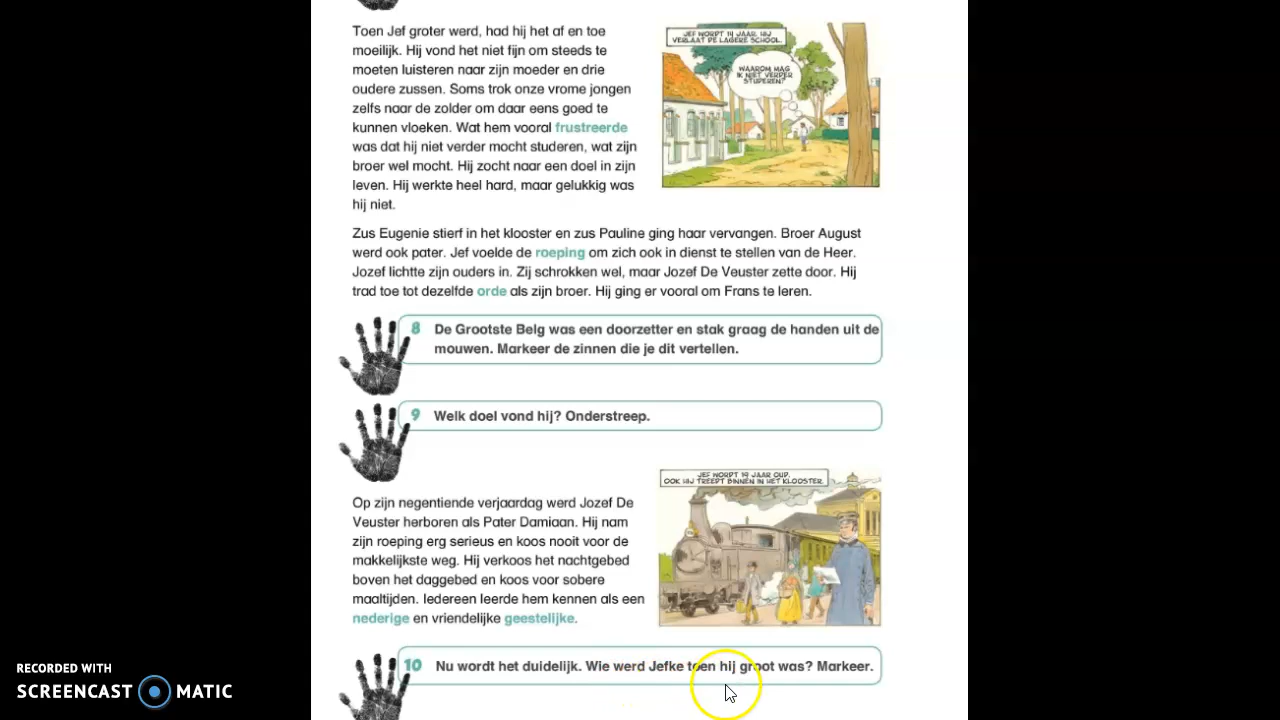 Toen Jef groter werd, had hij het af en toe
moeilijk. Hij vond het niet fijn om steeds te
moeten luisteren naar zijn moeder en drie
oudere zussen. Soms trok onze vrome jongen
zelfs naar de zolder om daar eens goed te
kunnen vloeken. Wat hem vooral frustreerde
was dat hij niet verder mocht studeren, wat zijn
broer wel mocht. Hij zocht naar een doel in zijn
leven. Hij werkte heel hard, maar gelukkig was
hij niet.
JEF WORDT 14 JAAR. HIJ
VERLAAT DE LAGERE SCHOOL.
WAAROM MAG
IK NIET VERDER
STUDEREN?
Zus Eugenie stierf in het klooster en zus Pauline ging haar vervangen. Broer August
werd ook pater. Jef voelde de roeping om zich ook in dienst te stellen van de Heer.
Jozef lichtte zijn ouders in. Zij schrokken wel, maar Jozef De Veuster zette door. Hij
trad toe tot dezelfde orde als zijn broer. Hij ging er vooral om Frans te leren.
8 De Grootste Belg was een doorzetter en stak graag de handen uit de
mouwen. Markeer de zinnen die je dit vertellen.
9 Welk doel vond hij? Onderstreep.
JEF WORDT 19 JAAR OUD.
OOK HIJ TREEDT BINNEN IN HET KLOOSTER.
Op zijn negentiende verjaardag werd Jozef De
Veuster herboren als Pater Damiaan. Hij nam
zijn roeping erg serieus en koos nooit voor de
makkelijkste weg. Hij verkoos het nachtgebed
boven het daggebed en koos voor sobere
maaltijden. Iedereen leerde hem kennen als een
nederige en vriendelijke geestelijke.
10 Nu wordt het duidelijk. Wie werd Jefke toen hij groot was? Markeer.
RECORDED WITH
SCREENCAST MATIC